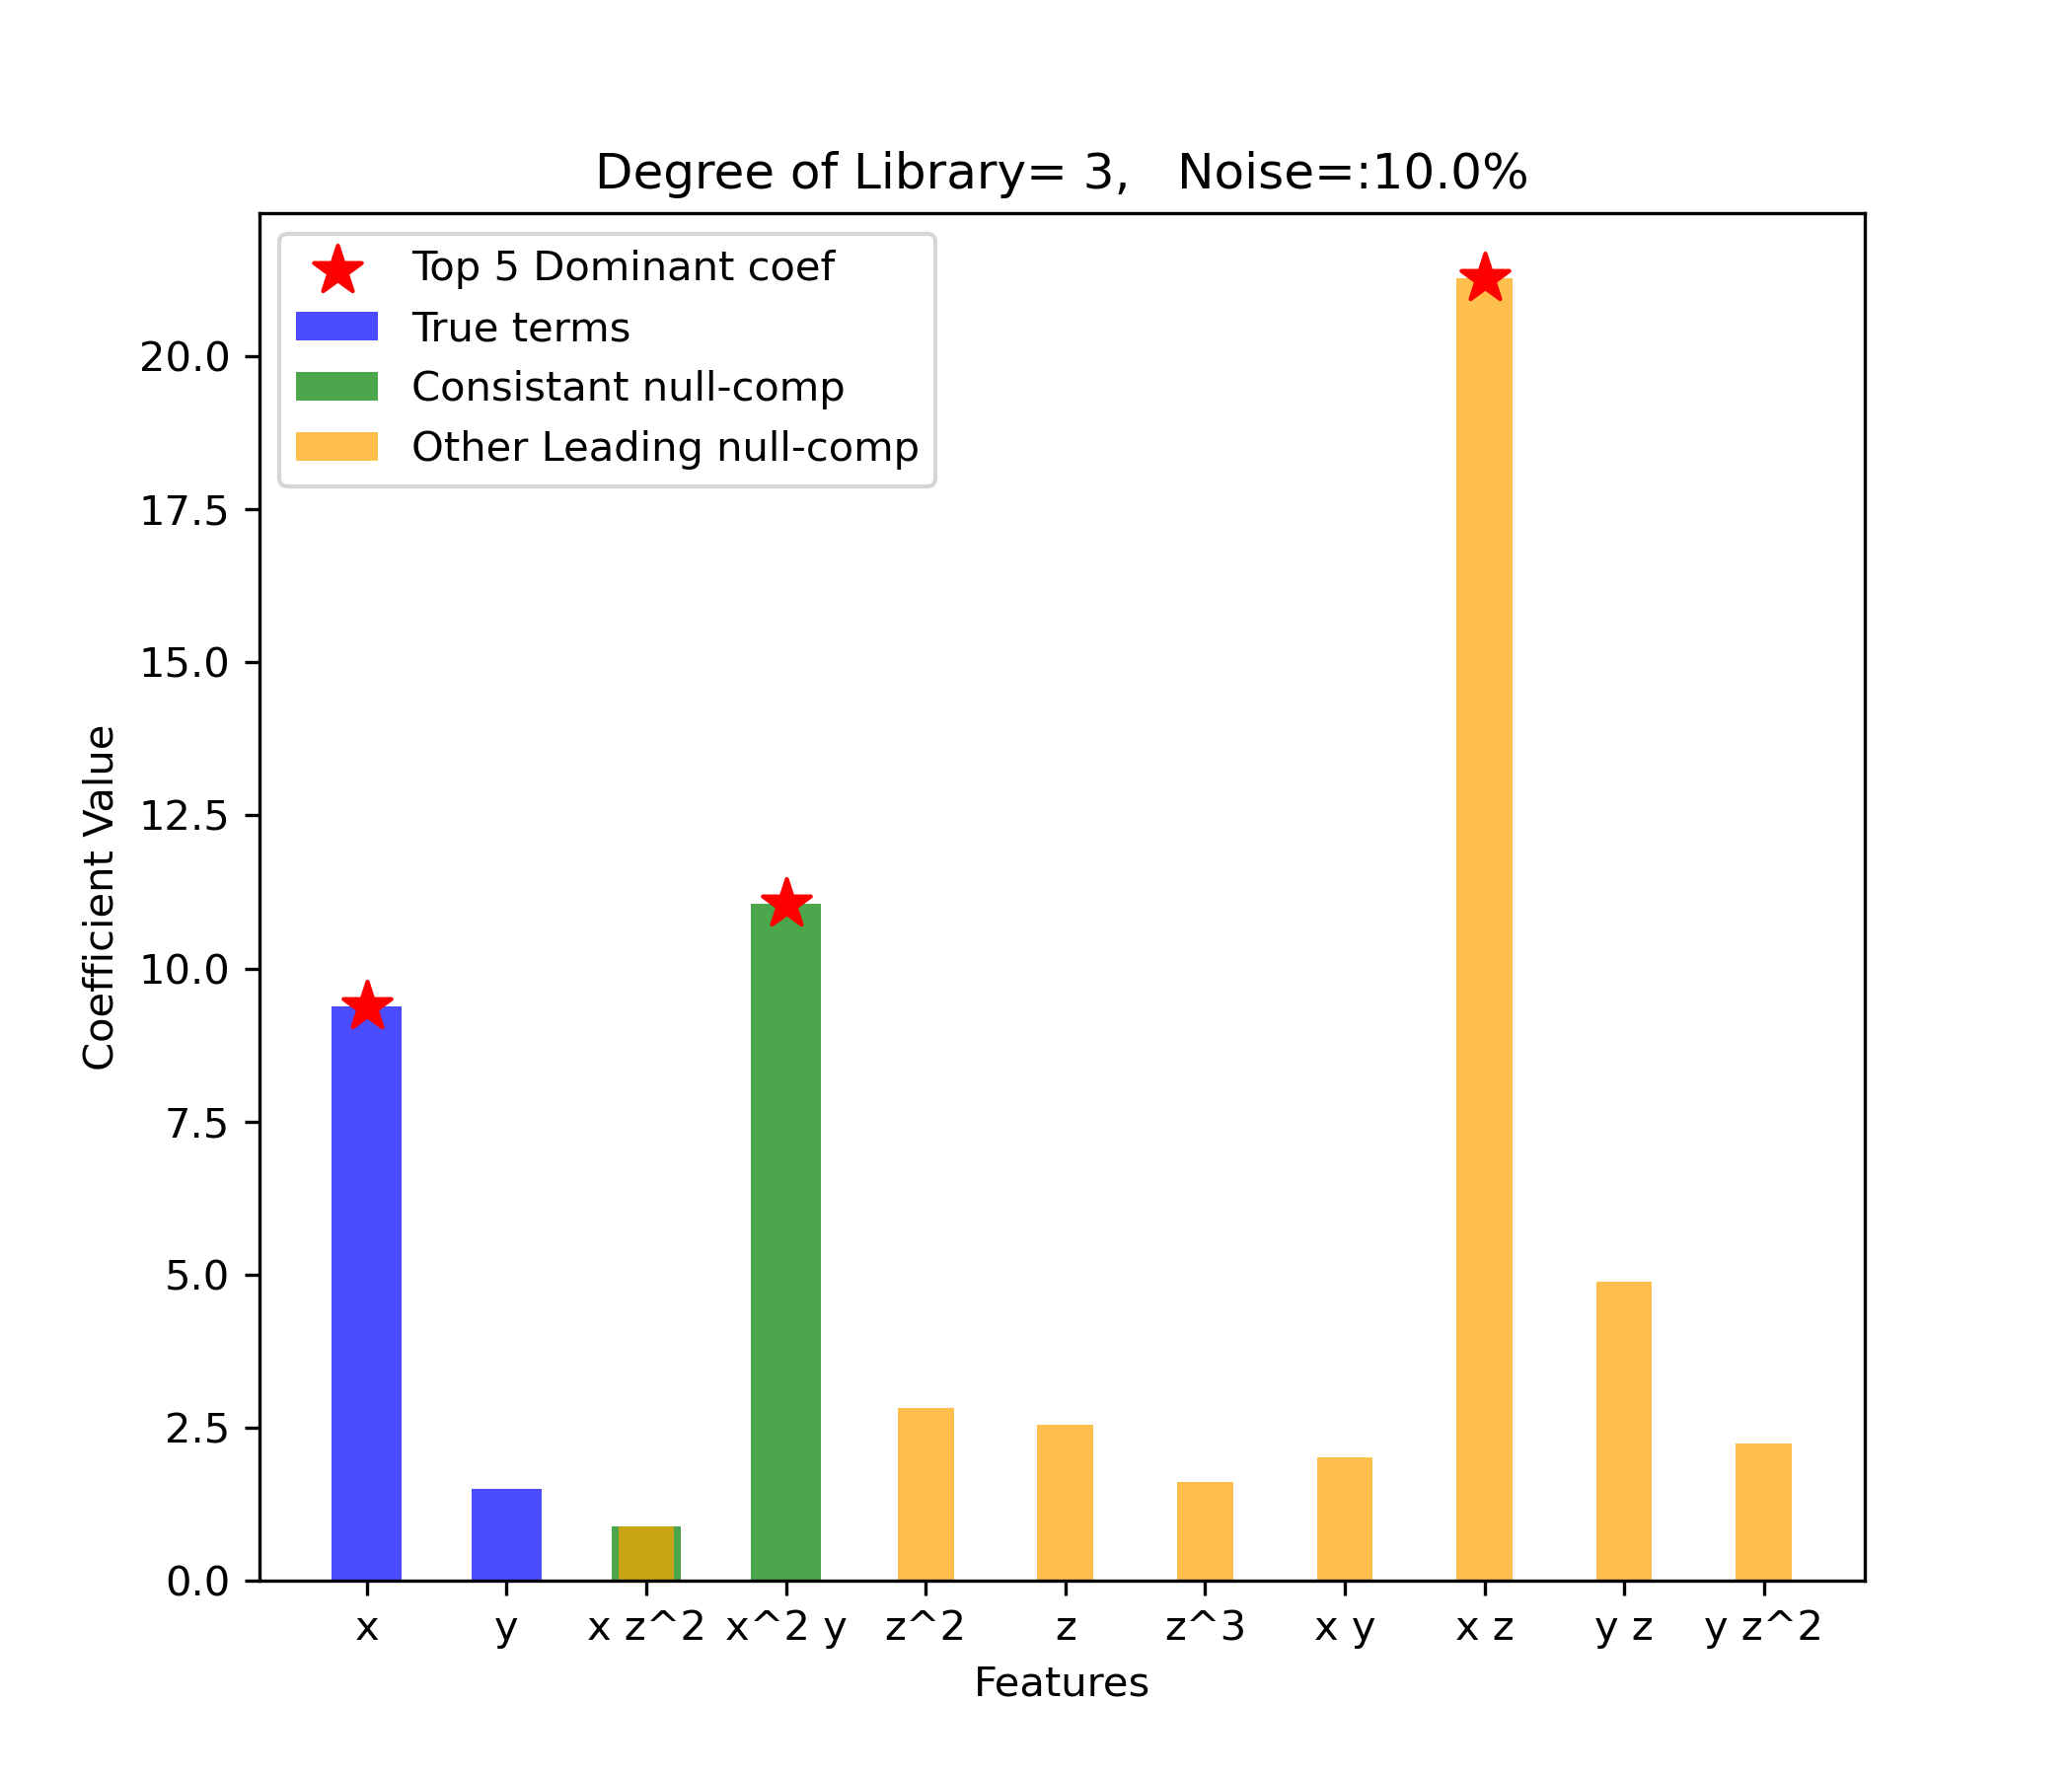 Degree of Library= 3,   Noise=:10.0%
Top 5 Dominant coef
True terms
Consistant null-comp
Other Leading null-comp
Coefficient Value
20.0
17.5
15.0
12.5
10.0
7.5
5.0
2.5
0.0
x y x z^2 x^2 y z^2 z z^3 x y x z y z y z^2
Features